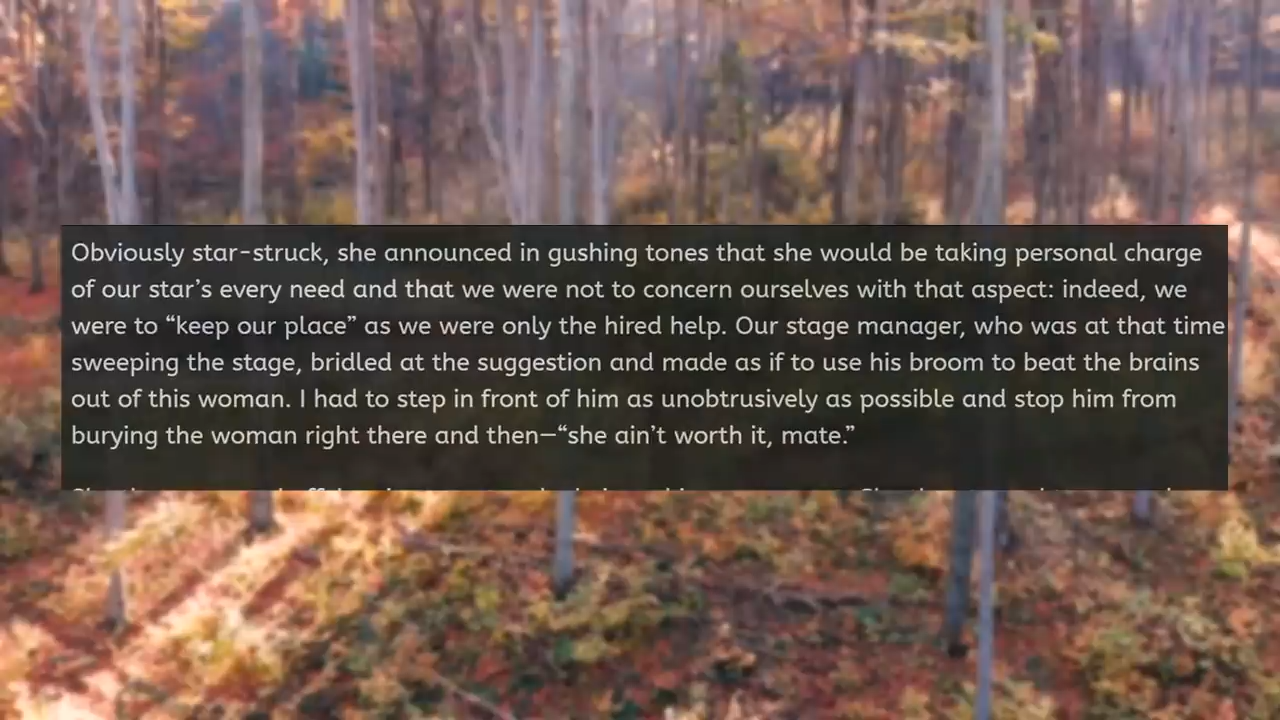 Obviously star-struck, she announced in gushing tones that she would be taking personal charge
of our star’s every need and that we were not to concern ourselves with that aspect: indeed, we
were to “keep our place” as we were only the hired help. Our stage manager, who was at that time
sweeping the stage, bridled at the suggestion and made as if to use his broom to beat the brains
out of this woman. I had to step in front of him as unobtrusively as possible and stop him from
burying the woman right there and then—“she ain’t worth it, mate.”